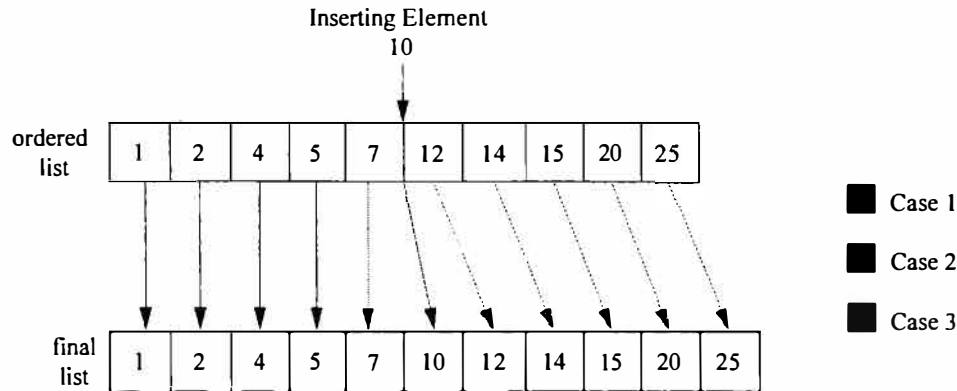 Inserting Element
10
ordered
list
1 2 4 5 7 12 14 15 20 25
Case 1
Case 2
Case 3
final
list
1 2 4 5 7 10 12 14 15 20 25